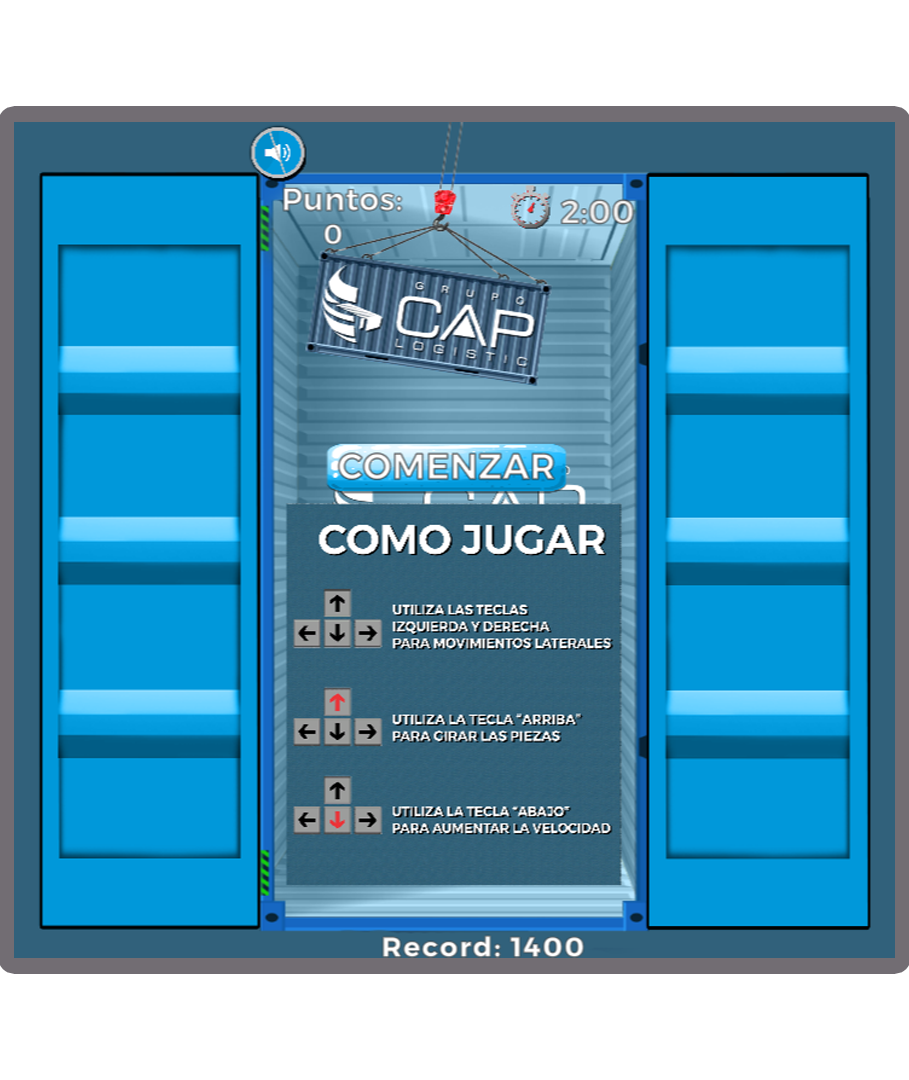 Puntos:
0
2:00
GRUPO
CAP
LOGISTIC
COMENZAR
COMO JUGAR
UTILIZA LAS TECLAS
IZQUIERDA Y DERECHA
PARA MOVIMIENTOS LATERALES
UTILIZA LA TECLA "ARRIBA"
PARA GIRAR LAS PIEZAS
UTILIZA LA TECLA "ABAJO"
PARA AUMENTAR LA VELOCIDAD
Record: 1400